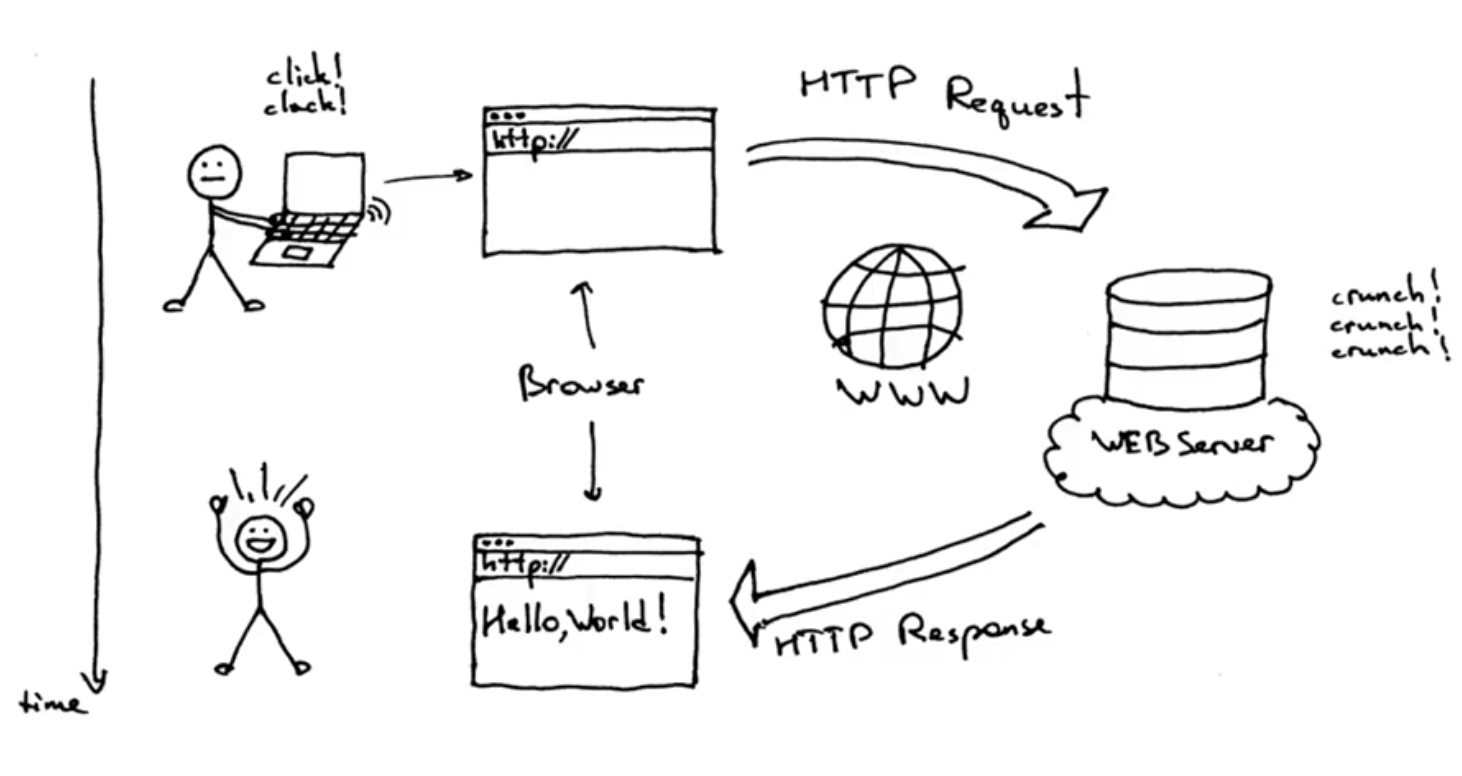 click!
clack!
HTTP Request
http://
crunch!
crunch!
crunch!
Browser
WWW
WEB Server
http://
Hello, World!
HTTP Response
time